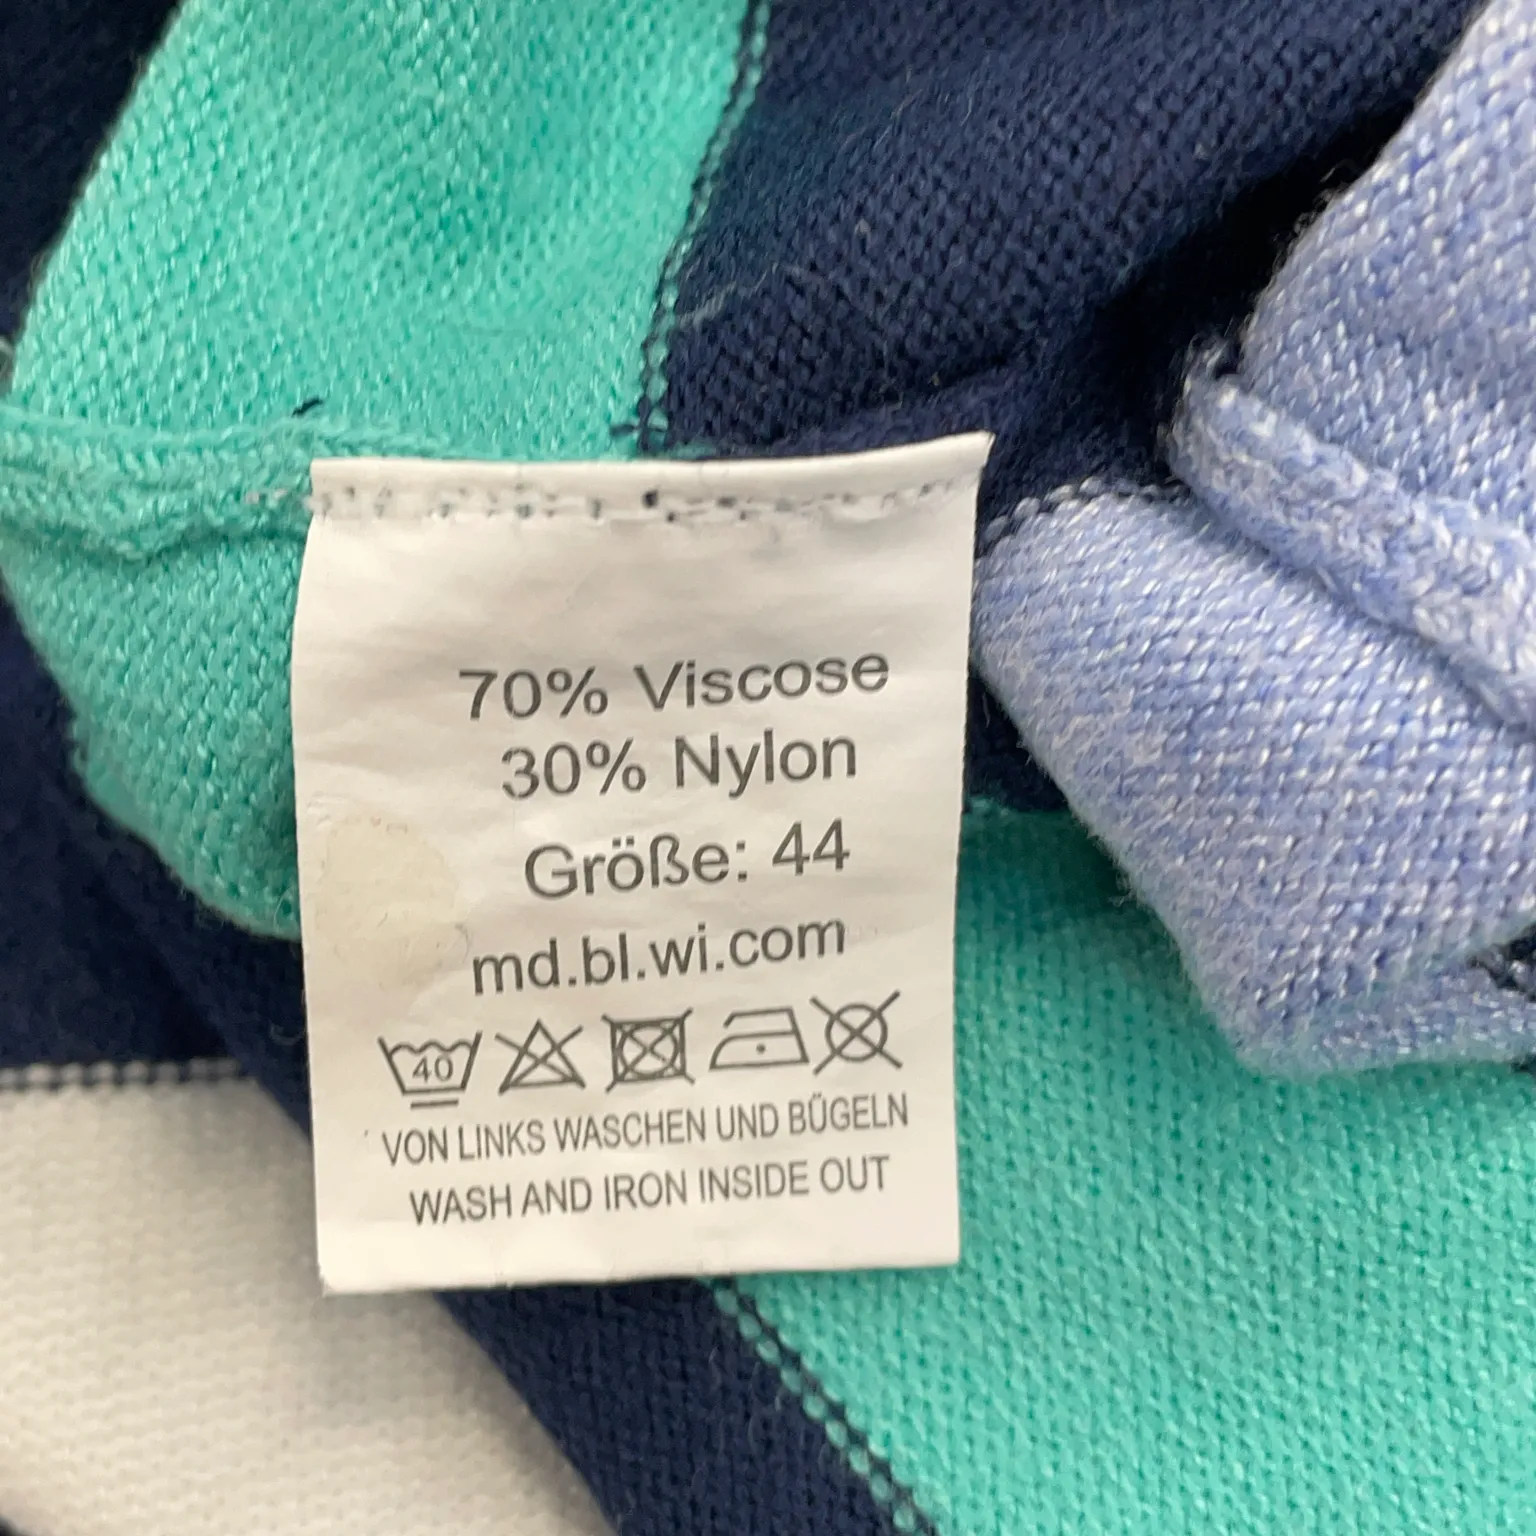 70% Viscose
30% Nylon
Größe: 44
md.bl.wi.com
40
VON LINKS WASCHEN UND BÜGELN
WASH AND IRON INSIDE OUT